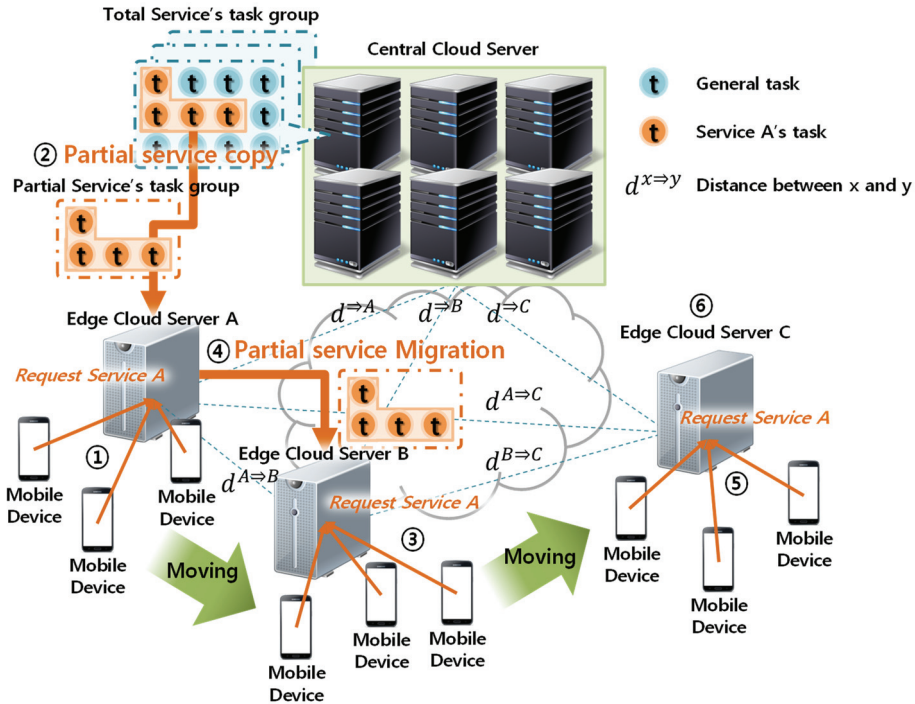 Total Service's task group
Central Cloud Server
t t t t
t t t t
t t t t
t General task
t Service A's task
d^{x⇒y} Distance between x and y
② Partial service copy
Partial Service's task group
t
t t t
Edge Cloud Server A
d^{⇒A} d^{⇒B} d^{⇒C}
⑥
Edge Cloud Server C
④ Partial service Migration
Request Service A
t
t t t
d^{A⇒C}
Request Service A
①
Edge Cloud Server B
d^{B⇒C}
d^{A⇒B}
Request Service A
⑤
Mobile
Device
Mobile
Device
Mobile
Device
③
Moving
Moving
Mobile
Device
Mobile
Device
Mobile
Device
Mobile
Device
Mobile
Device
Mobile
Device